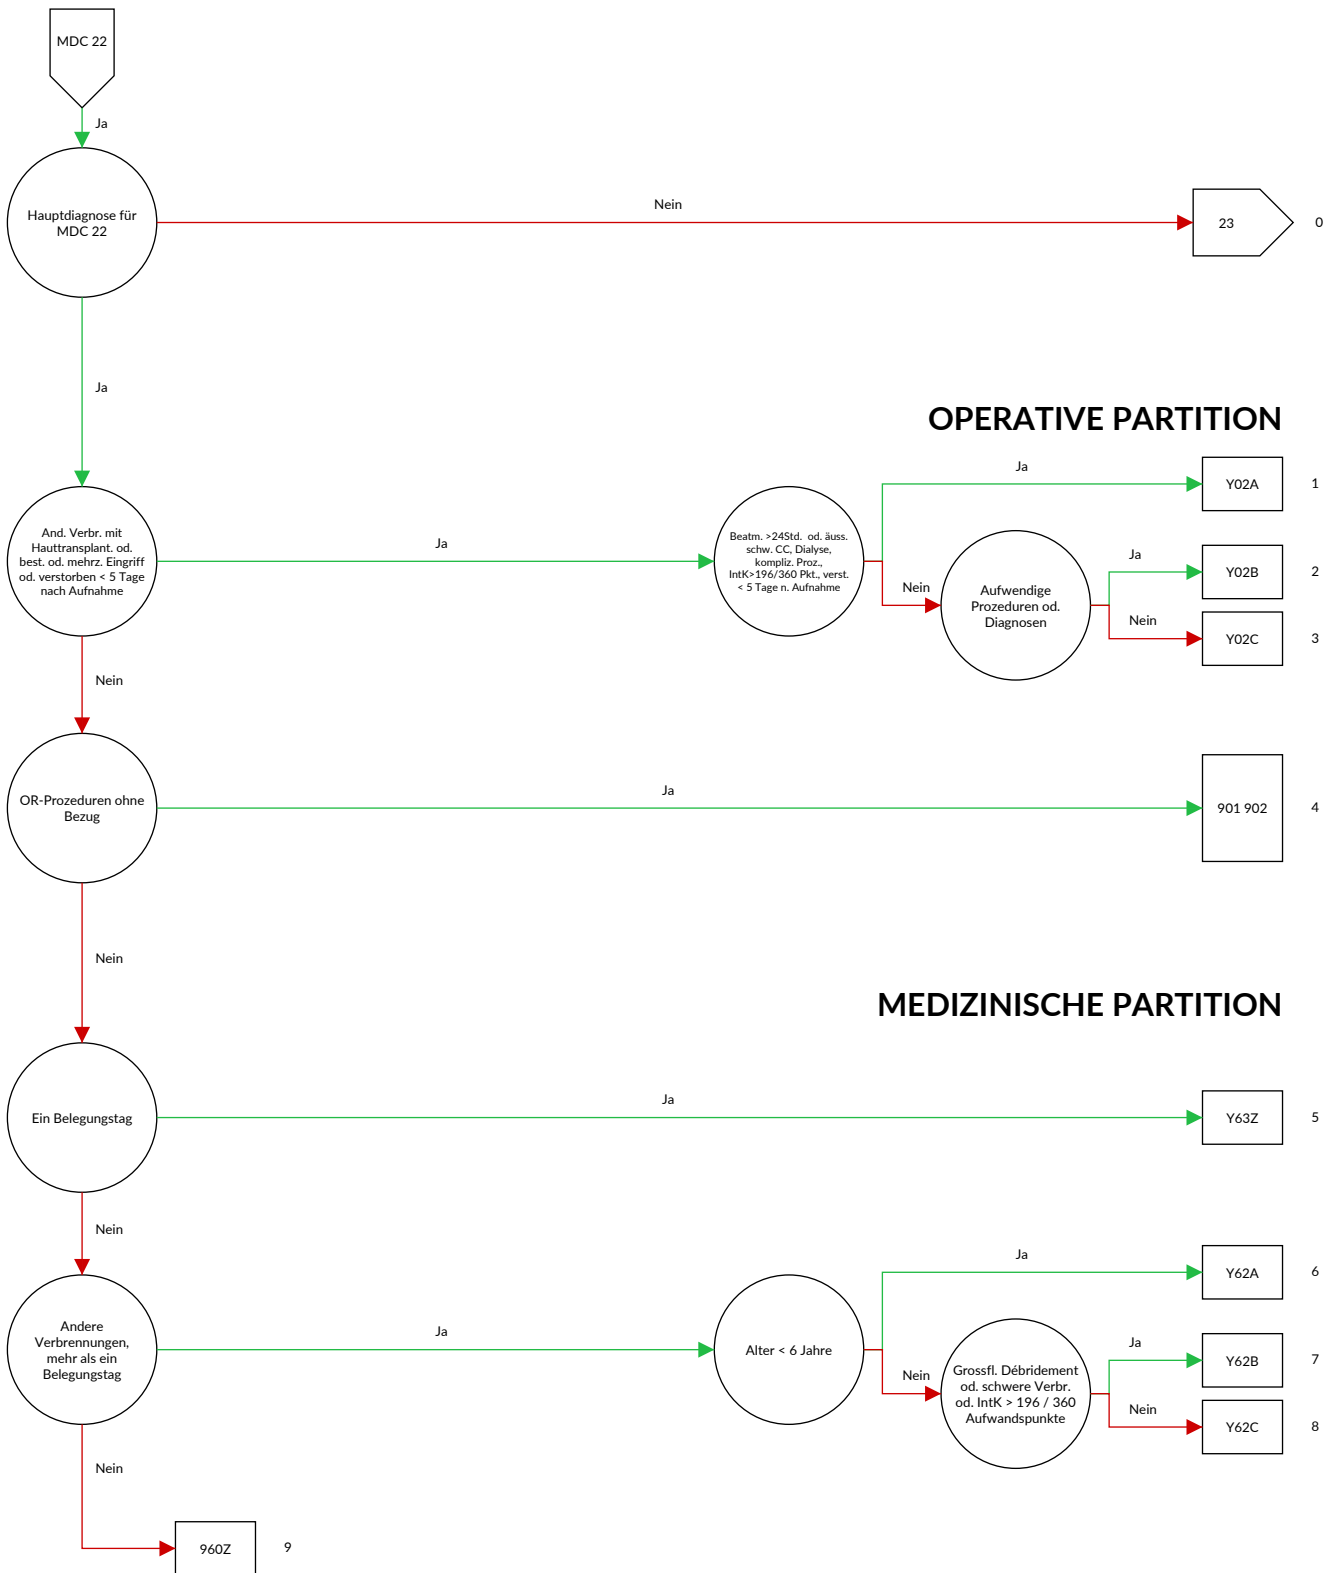 MDC 22
Ja
Hauptdiagnose für
MDC 22
Nein
23
0
Ja
OPERATIVE PARTITION
And. Verbr. mit
Hauttransplant. od.
best. od. mehrz. Eingriff
od. verstorben < 5 Tage
nach Aufnahme
Ja
Beatm. >24Std. od. äuss.
schw. CC, Dialyse,
kompliz. Proz.,
IntK>196/360 Pkt., verst.
< 5 Tage n. Aufnahme
Ja
Y02A
1
Nein
Aufwendige
Prozeduren od.
Diagnosen
Ja
Y02B
2
Nein
Y02C
3
Nein
OR-Prozeduren ohne
Bezug
Ja
901 902
4
Nein
MEDIZINISCHE PARTITION
Ein Belegungstag
Ja
Y63Z
5
Nein
Andere
Verbrennungen,
mehr als ein
Belegungstag
Ja
Alter < 6 Jahre
Ja
Y62A
6
Nein
Grossfl. Débridement
od. schwere Verbr.
od. IntK > 196 / 360
Aufwandspunkte
Ja
Y62B
7
Nein
Y62C
8
Nein
960Z
9